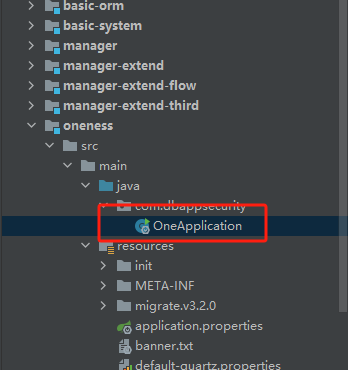 basic-orm
basic-system
manager
manager-extend
manager-extend-flow
manager-extend-third
oneness
src
main
java
com.dbappsecurity
OneApplication
resources
init
META-INF
migrate.v3.2.0
application.properties
banner.txt
default-quartz.properties